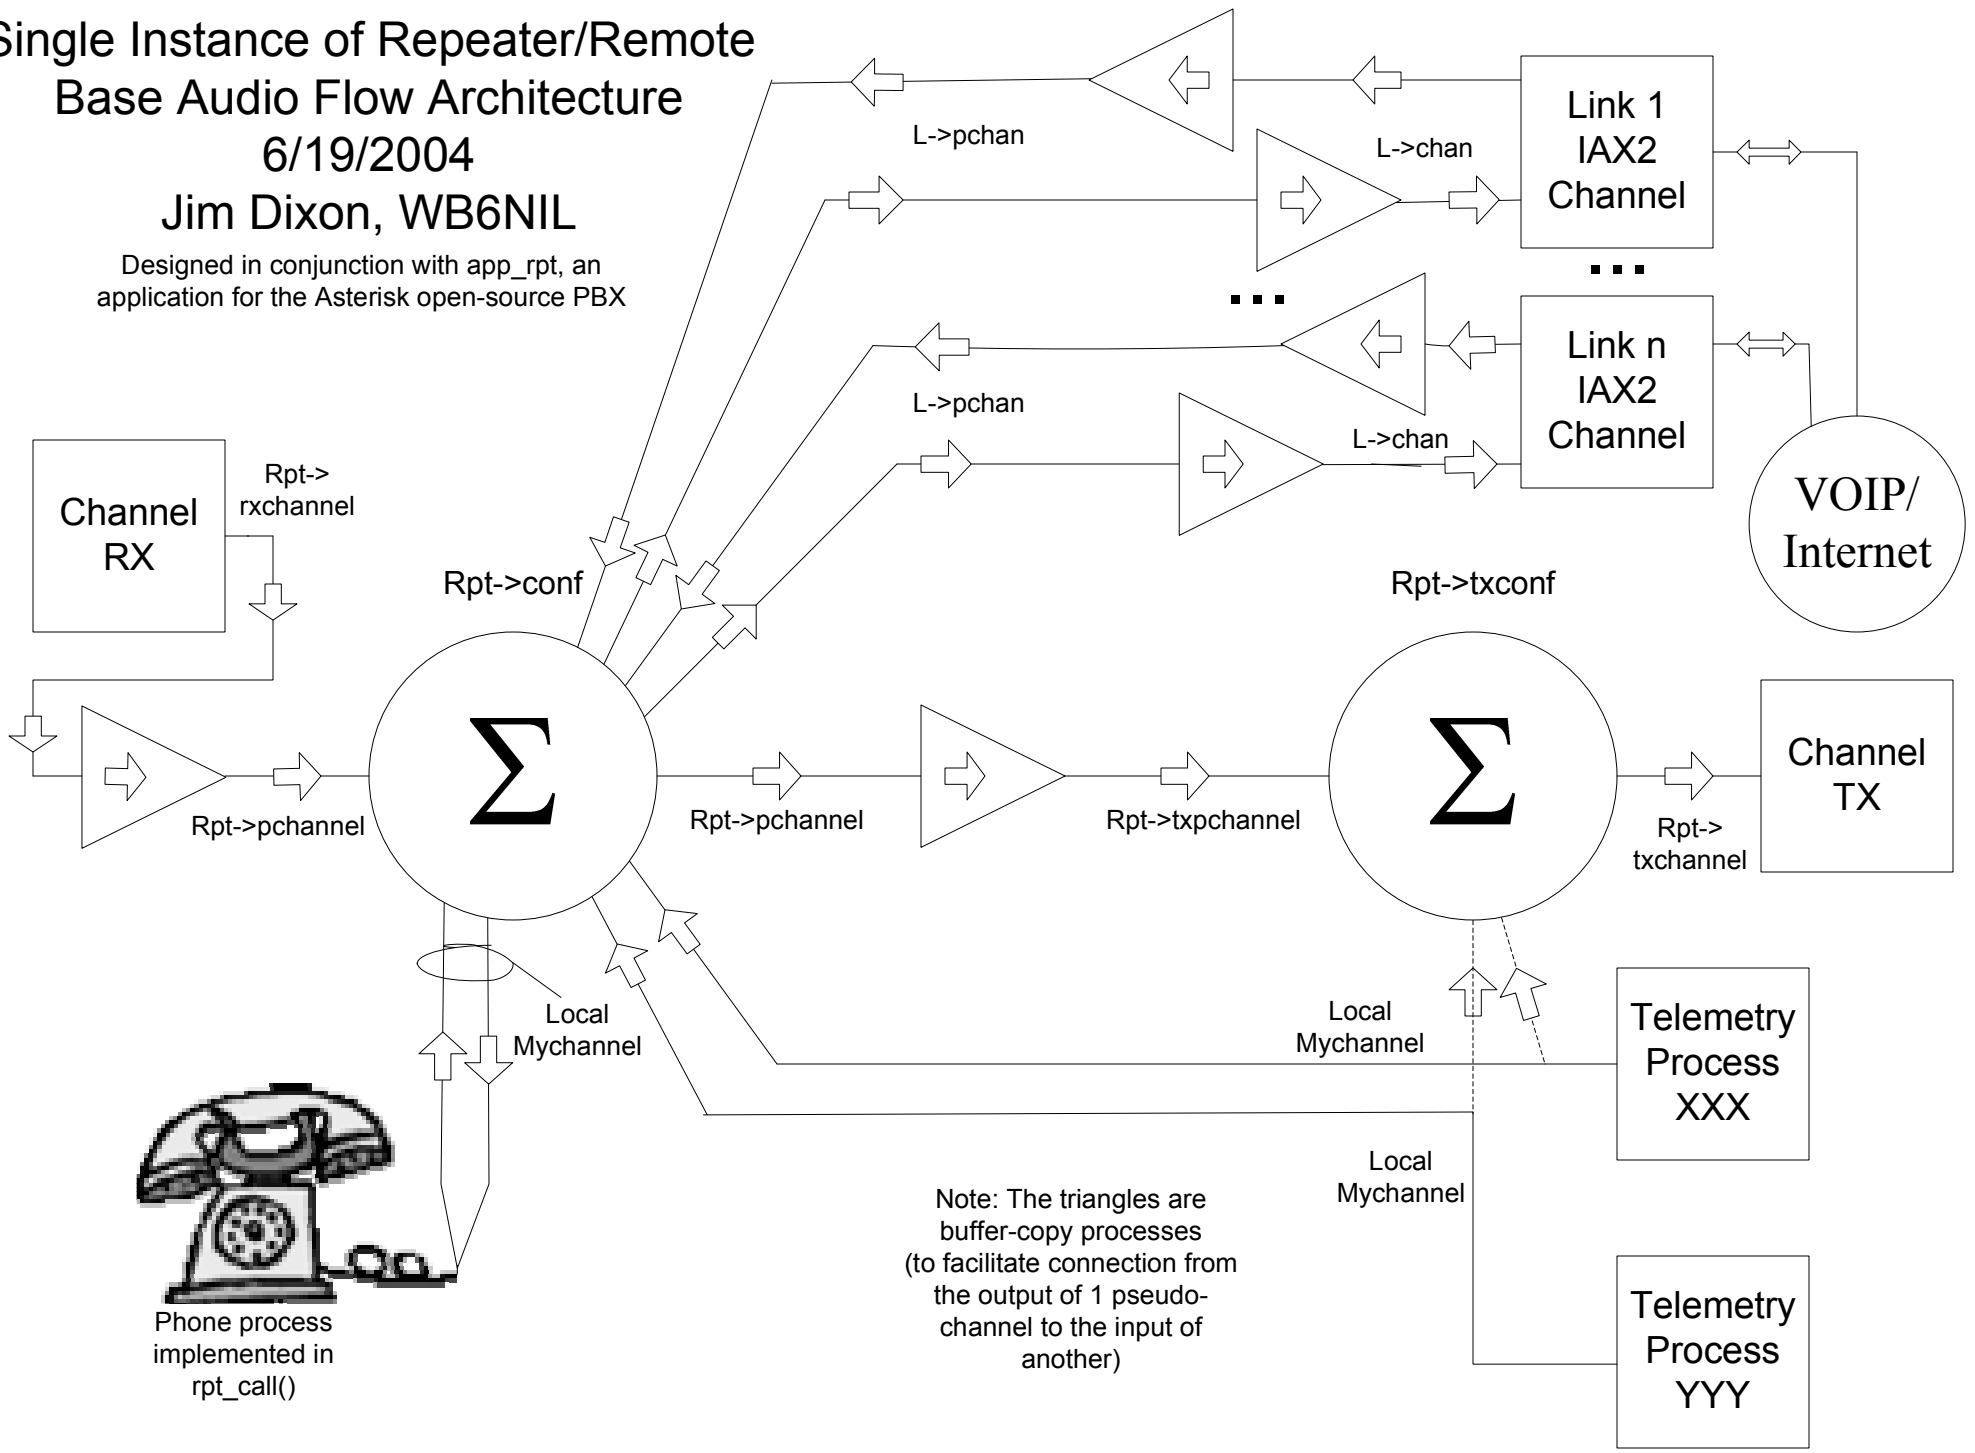 Single Instance of Repeater/Remote
Base Audio Flow Architecture
6/19/2004
Jim Dixon, WB6NIL
Designed in conjunction with app_rpt, an
application for the Asterisk open-source PBX
L->pchan
L->chan
Link 1
IAX2
Channel
...
...
L->pchan
L->chan
Link n
IAX2
Channel
VOIP/
Internet
Channel
RX
Rpt->
rxchannel
Rpt->conf
Rpt->txconf
Σ
Σ
Rpt->pchannel
Rpt->pchannel
Rpt->txpchannel
Rpt->
txchannel
Channel
TX
Local
Mychannel
Local
Mychannel
Telemetry
Process
XXX
Local
Mychannel
Note: The triangles are
buffer-copy processes
(to facilitate connection from
the output of 1 pseudo-
channel to the input of
another)
Telemetry
Process
YYY
Phone process
implemented in
rpt_call()